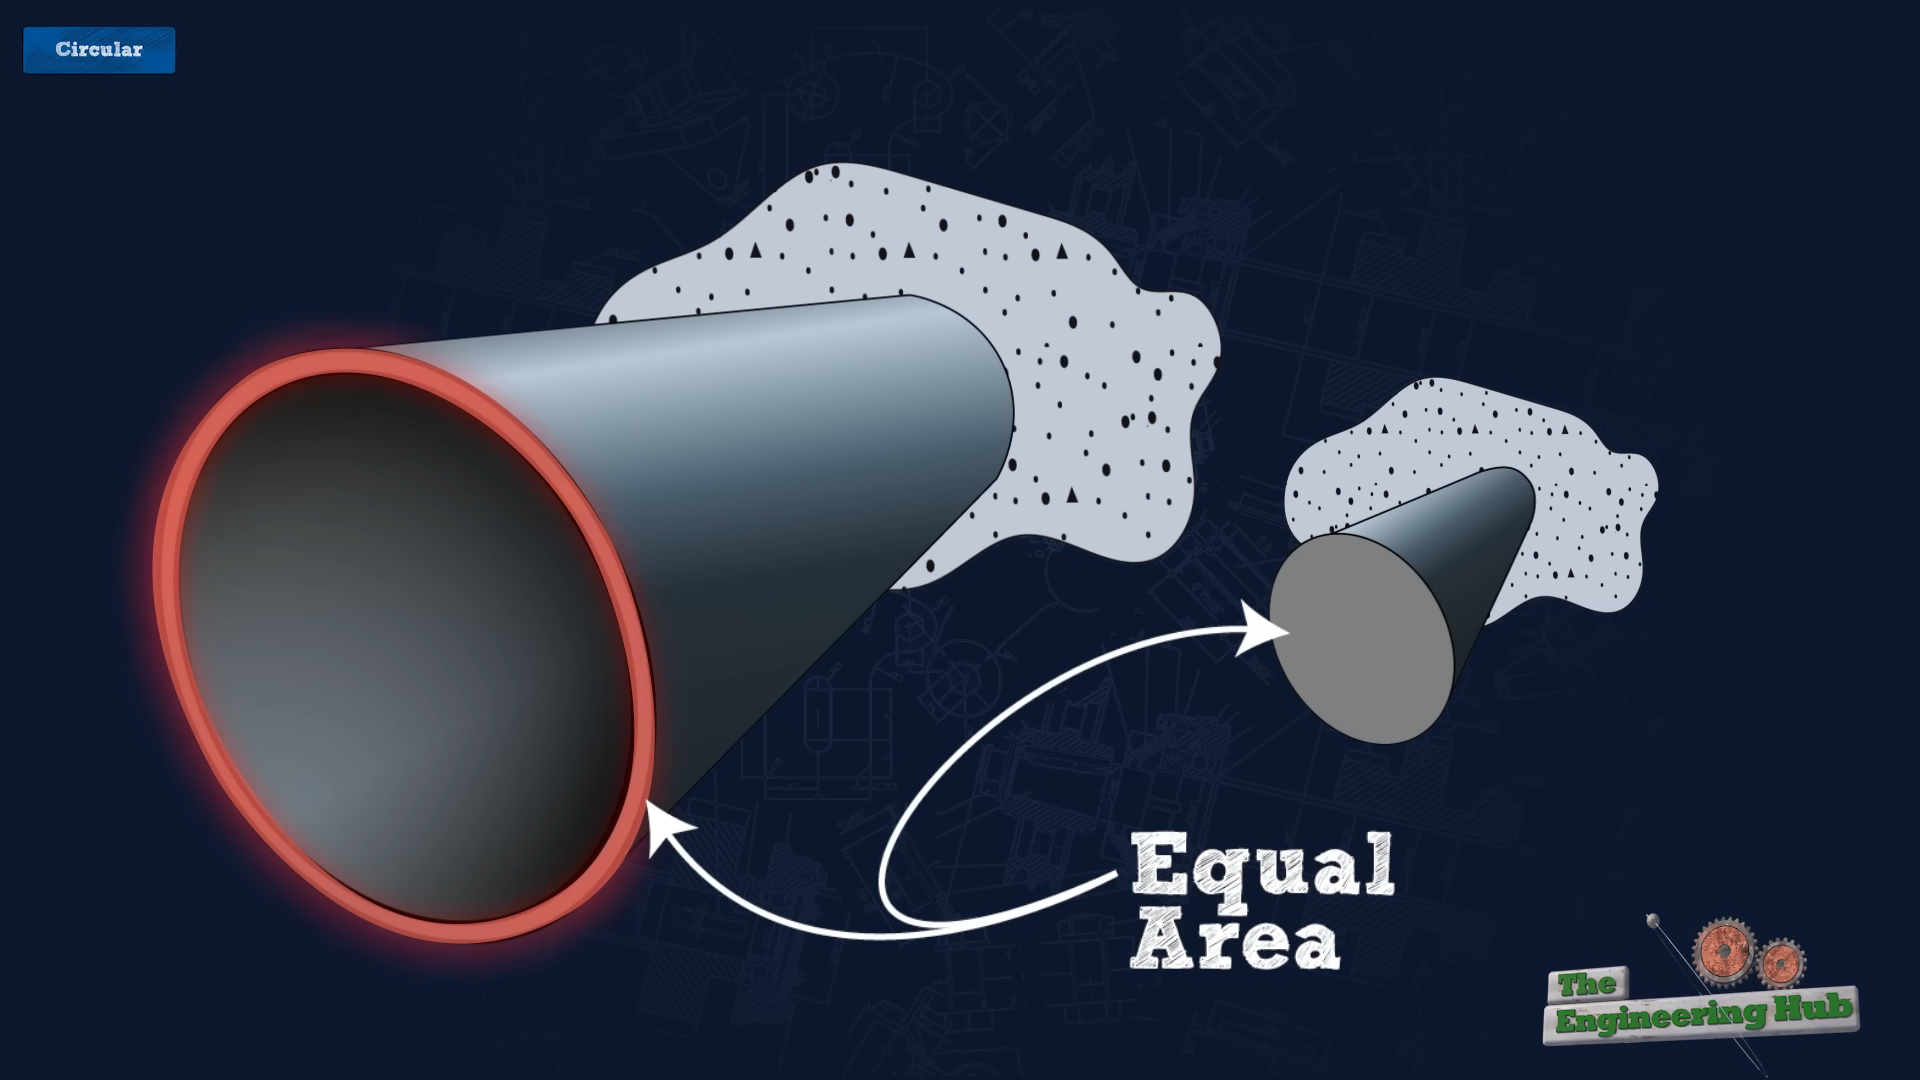 Circular
Equal
Area
The
Engineering Hub